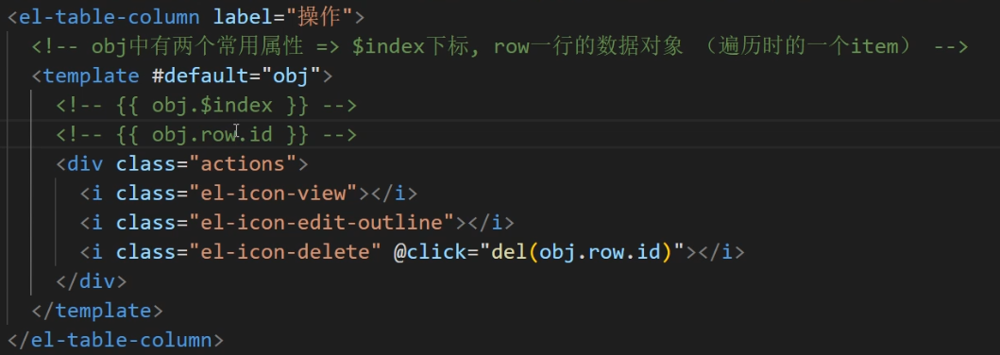 <el-table-column label="操作">
<!-- obj中有两个常用属性 => $index下标, row一行的数据对象 （遍历时的一个item） -->
<template #default="obj">
<!-- {{ obj.$index }} -->
<!-- {{ obj.row.id }} -->
<div class="actions">
<i class="el-icon-view"></i>
<i class="el-icon-edit-outline"></i>
<i class="el-icon-delete" @click="del(obj.row.id)"></i>
</div>
</template>
</el-table-column>